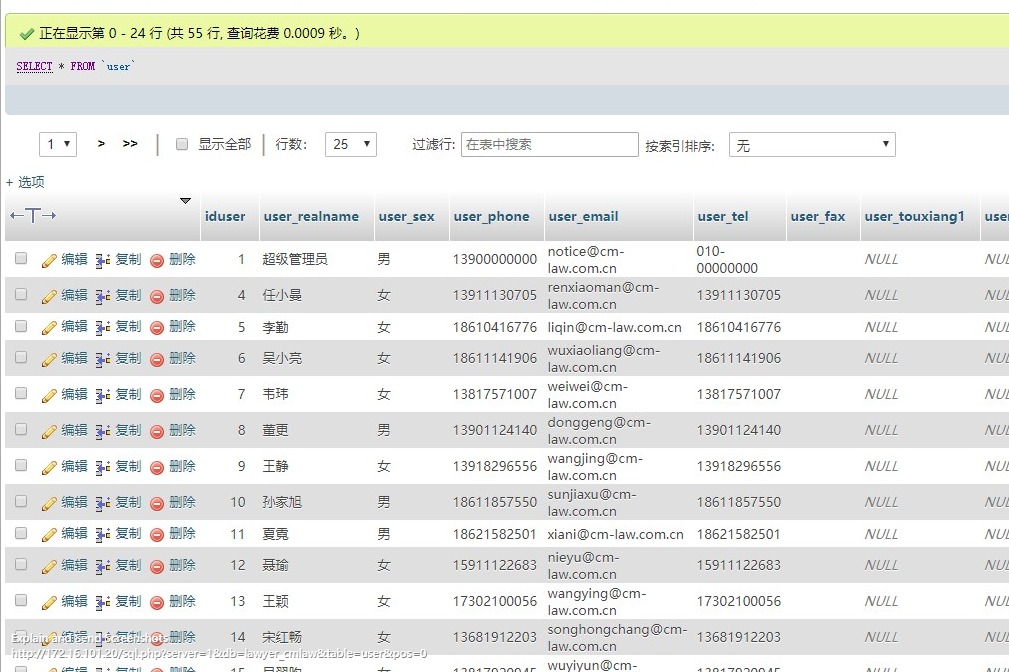 正在显示第 0 - 24 行 (共 55 行, 查询花费 0.0009 秒。)
SELECT * FROM `user`
1 > >> 显示全部 行数: 25 过滤行: 在表中搜索 按索引排序: 无
+ 选项
←T→ iduser user_realname user_sex user_phone user_email user_tel user_fax user_touxiang1 user
编辑 复制 删除 1 超级管理员 男 13900000000 notice@cm-law.com.cn 010-00000000 NULL NUL
编辑 复制 删除 4 任小晨 女 13911130705 renxiaoman@cm-law.com.cn 13911130705 NULL NUL
编辑 复制 删除 5 李勤 女 18610416776 liqin@cm-law.com.cn 18610416776 NULL NUL
编辑 复制 删除 6 吴小亮 女 18611141906 wuxiaoliang@cm-law.com.cn 18611141906 NULL NUL
编辑 复制 删除 7 韦玮 女 13817571007 weiwei@cm-law.com.cn 13817571007 NULL NUL
编辑 复制 删除 8 董更 男 13901124140 donggeng@cm-law.com.cn 13901124140 NULL NUL
编辑 复制 删除 9 王静 女 13918296556 wangjing@cm-law.com.cn 13918296556 NULL NUL
编辑 复制 删除 10 孙家旭 男 18611857550 sunjiaxu@cm-law.com.cn 18611857550 NULL NUL
编辑 复制 删除 11 夏霓 男 18621582501 xiani@cm-law.com.cn 18621582501 NULL NUL
编辑 复制 删除 12 聂瑜 女 15911122683 nieyu@cm-law.com.cn 15911122683 NULL NUL
编辑 复制 删除 13 王颖 女 17302100056 wangying@cm-law.com.cn 17302100056 NULL NUL
编辑 复制 删除 14 宋红畅 女 13681912203 songhongchang@cm-law.com.cn 13681912203 NULL NUL
http://172.16.101.20/sql.php?server=1&db=lawyer_cmlaw&table=user&pos=0
wuyiyun@cm-